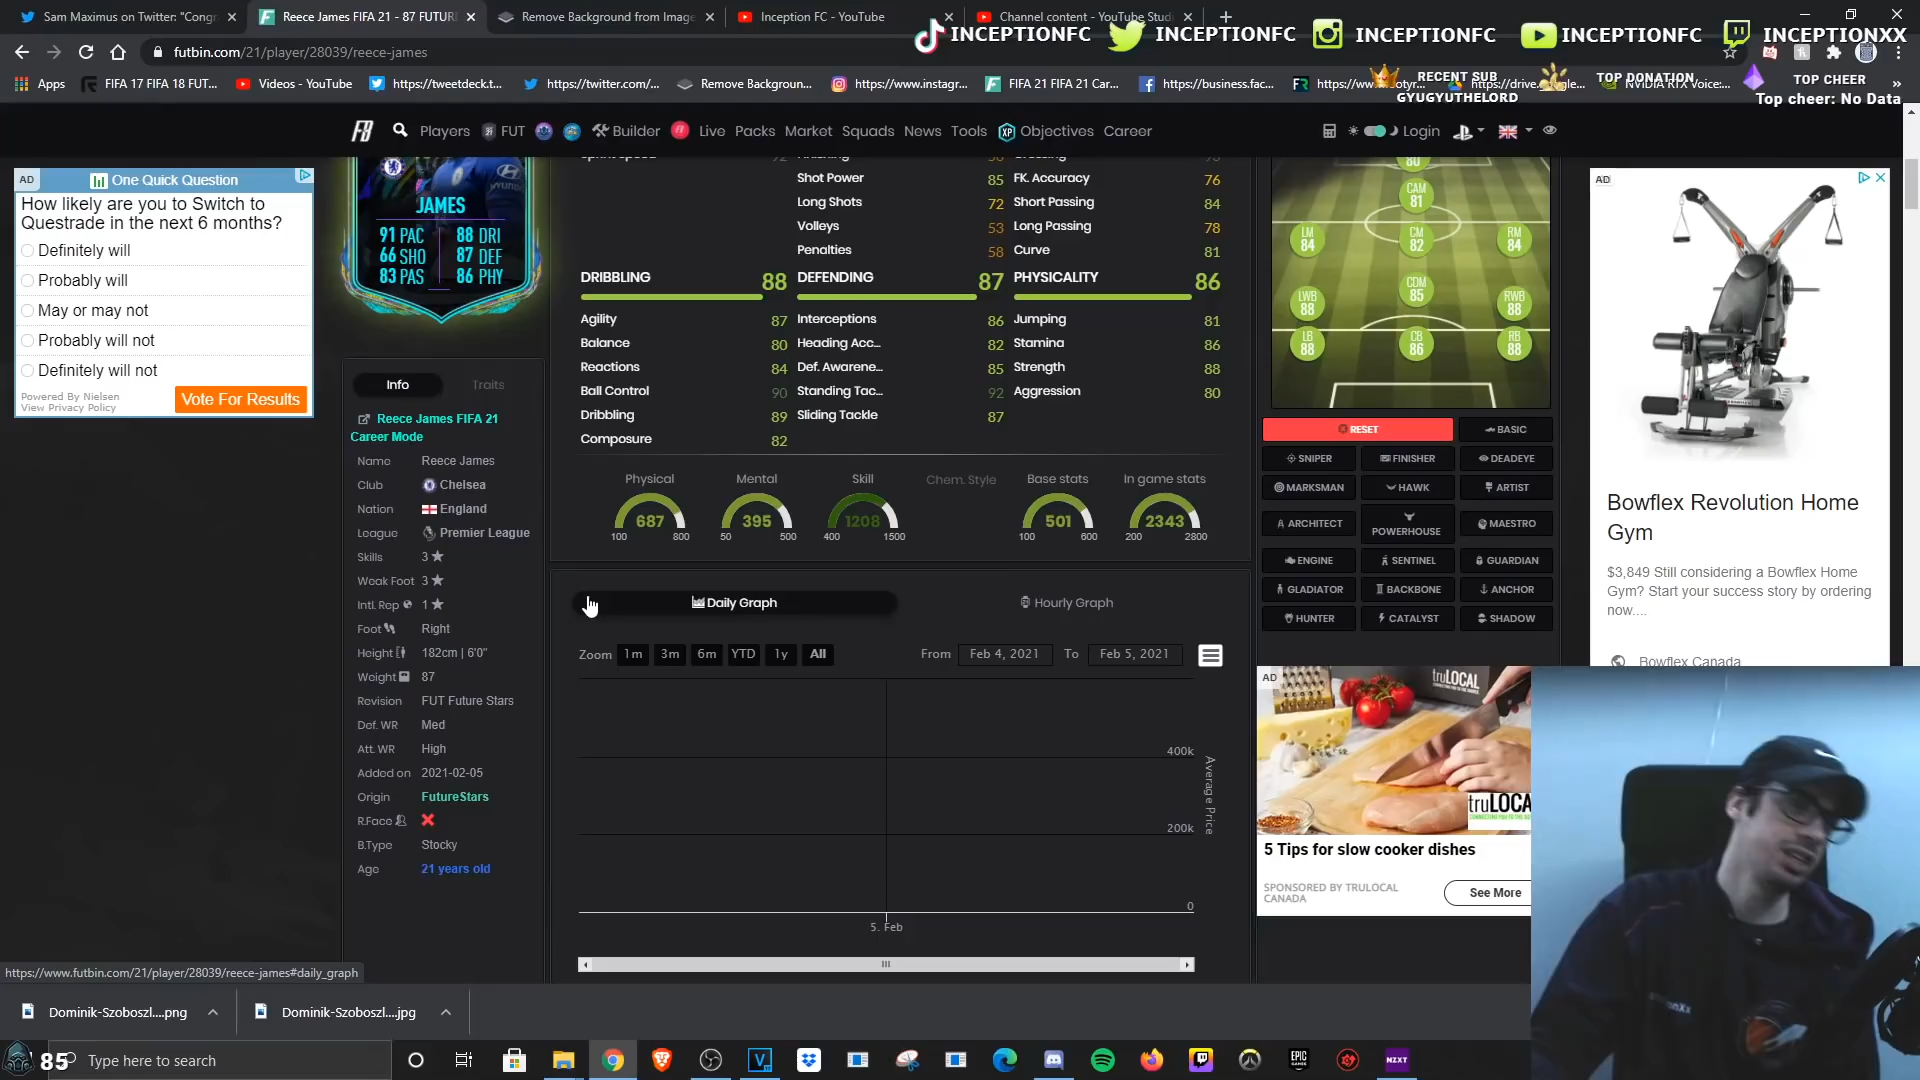 Sam Maximus on Twitter: "Cong
Reece James FIFA 21 - 87 FUTUR
Remove Background from Image
Inception FC - YouTube
Channel content - YouTube Studi
INCEPTIONFC
INCEPTIONFC
INCEPTIONFC
INCEPTIONFC
INCEPTIONXX
futbin.com/21/player/28039/reece-james
Apps
FIFA 17 FIFA 18 FUT...
Videos - YouTube
https://tweetdeck.t...
https://twitter.com/...
Remove Backgroun...
https://www.instagr...
FIFA 21 FIFA 21 Car...
https://business.fac...
NVIDIA RTX Voice:...
RECENT SUB
GYUGYUTHELORD
TOP DONATION
TOP CHEER
Top cheer: No Data
Players
FUT
Builder
Live
Packs
Market
Squads
News
Tools
XP
Objectives
Career
Login
AD
One Quick Question
How likely are you to Switch to
Questrade in the next 6 months?
Definitely will
Probably will
May or may not
Probably will not
Definitely will not
Powered By Nielsen
View Privacy Policy
Vote For Results
JAMES
91 PAC 88 DRI
66 SHO 87 DEF
83 PAS 86 PHY
Shot Power 85
Long Shots 72
Volleys 53
Penalties 58
FK. Accuracy 76
Short Passing 84
Long Passing 78
Curve 81
DRIBBLING 88
Agility 87
Balance 80
Reactions 84
Ball Control 90
Dribbling 89
Composure 82
DEFENDING 87
Interceptions 86
Heading Acc... 82
Def. Awarene... 85
Standing Tac... 92
Sliding Tackle 87
PHYSICALITY 86
Jumping 81
Stamina 86
Strength 88
Aggression 80
Physical
687
100 800
Mental
395
50 500
Skill
1208
400 1500
Chem. Style
Base stats
501
100 600
In game stats
2343
200 2800
80
CAM
81
LM
84
CM
82
RM
84
CDM
85
LWB
88
RWB
88
LB
88
CB
86
RB
88
RESET
BASIC
SNIPER
FINISHER
DEADEYE
MARKSMAN
HAWK
ARTIST
ARCHITECT
POWERHOUSE
MAESTRO
ENGINE
SENTINEL
GUARDIAN
GLADIATOR
BACKBONE
ANCHOR
HUNTER
CATALYST
SHADOW
Info
Traits
Reece James FIFA 21
Career Mode
Name Reece James
Club Chelsea
Nation England
League Premier League
Skills 3
Weak Foot 3
Intl. Rep 1
Foot Right
Height 182cm | 6'0"
Weight 87
Revision FUT Future Stars
Def. WR Med
Att. WR High
Added on 2021-02-05
Origin FutureStars
R.Face
B.Type Stocky
Age 21 years old
Daily Graph
Hourly Graph
Zoom 1m 3m 6m YTD 1y All
From Feb 4, 2021 To Feb 5, 2021
400k
200k
0
Average Price
5. Feb
AD
Bowflex Revolution Home
Gym
$3,849 Still considering a Bowflex Home
Gym? Start your success story by ordering
now....
Bowflex Canada
AD
truLOCAL
truLOCA
5 Tips for slow cooker dishes
SPONSORED BY TRULOCAL
CANADA
See More
https://www.futbin.com/21/player/28039/reece-james#daily_graph
Dominik-Szoboszl....png
Dominik-Szoboszl....jpg
85
Type here to search
EPIC
GAMES
NZXT